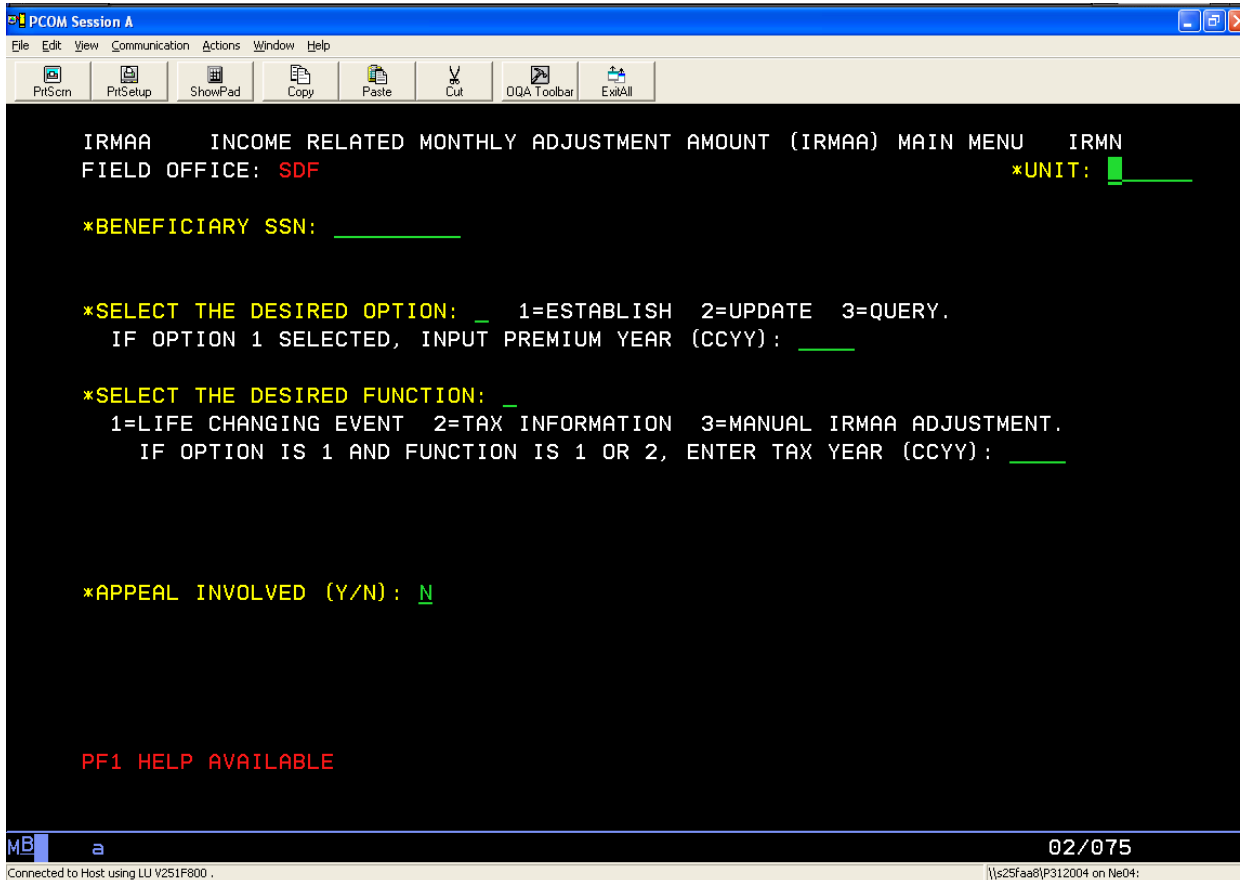 PCOM Session A
File Edit View Communication Actions Window Help
PrtScrn PrtSetup ShowPad Copy Paste Cut OQA Toolbar ExitAll
IRMAA INCOME RELATED MONTHLY ADJUSTMENT AMOUNT (IRMAA) MAIN MENU IRMN
FIELD OFFICE: SDF *UNIT: _______
*BENEFICIARY SSN: _________
*SELECT THE DESIRED OPTION: _ 1=ESTABLISH 2=UPDATE 3=QUERY.
IF OPTION 1 SELECTED, INPUT PREMIUM YEAR (CCYY): ____
*SELECT THE DESIRED FUNCTION: _
1=LIFE CHANGING EVENT 2=TAX INFORMATION 3=MANUAL IRMAA ADJUSTMENT.
IF OPTION IS 1 AND FUNCTION IS 1 OR 2, ENTER TAX YEAR (CCYY): ____
*APPEAL INVOLVED (Y/N): N
PF1 HELP AVAILABLE
MB a 02/075
Connected to Host using LU V251F800 . \\s25faa8\P312004 on Ne04: